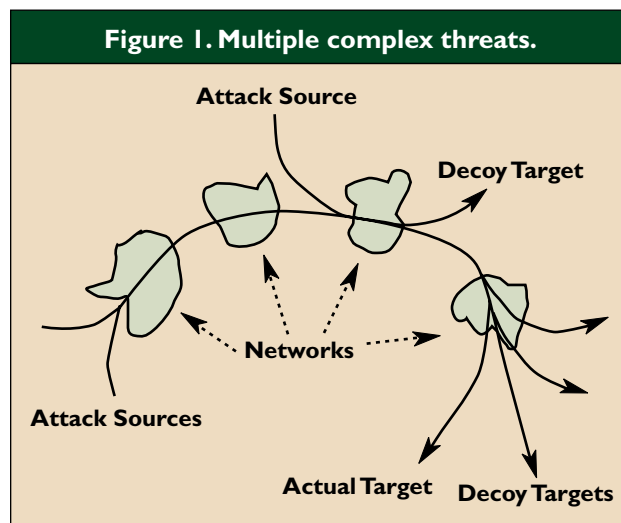 Figure 1. Multiple complex threats.
Attack Source
Decoy Target
Networks
Attack Sources
Actual Target
Decoy Targets